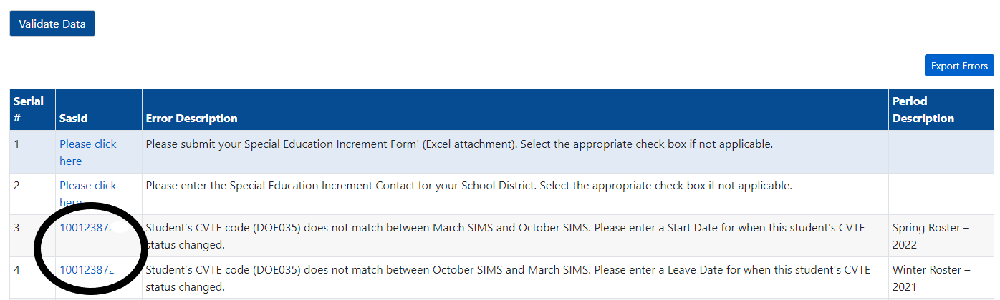 Validate Data
Export Errors
Serial
#
SasId
Error Description
Period
Description
1
Please click
here
Please submit your Special Education Increment Form' (Excel attachment). Select the appropriate check box if not applicable.
2
Please click
here
Please enter the Special Education Increment Contact for your School District. Select the appropriate check box if not applicable.
3
100123872
Student's CVTE code (DOE035) does not match between March SIMS and October SIMS. Please enter a Start Date for when this student's CVTE
status changed.
Spring Roster –
2022
4
100123872
Student's CVTE code (DOE035) does not match between October SIMS and March SIMS. Please enter a Leave Date for when this student's CVTE
status changed.
Winter Roster –
2021